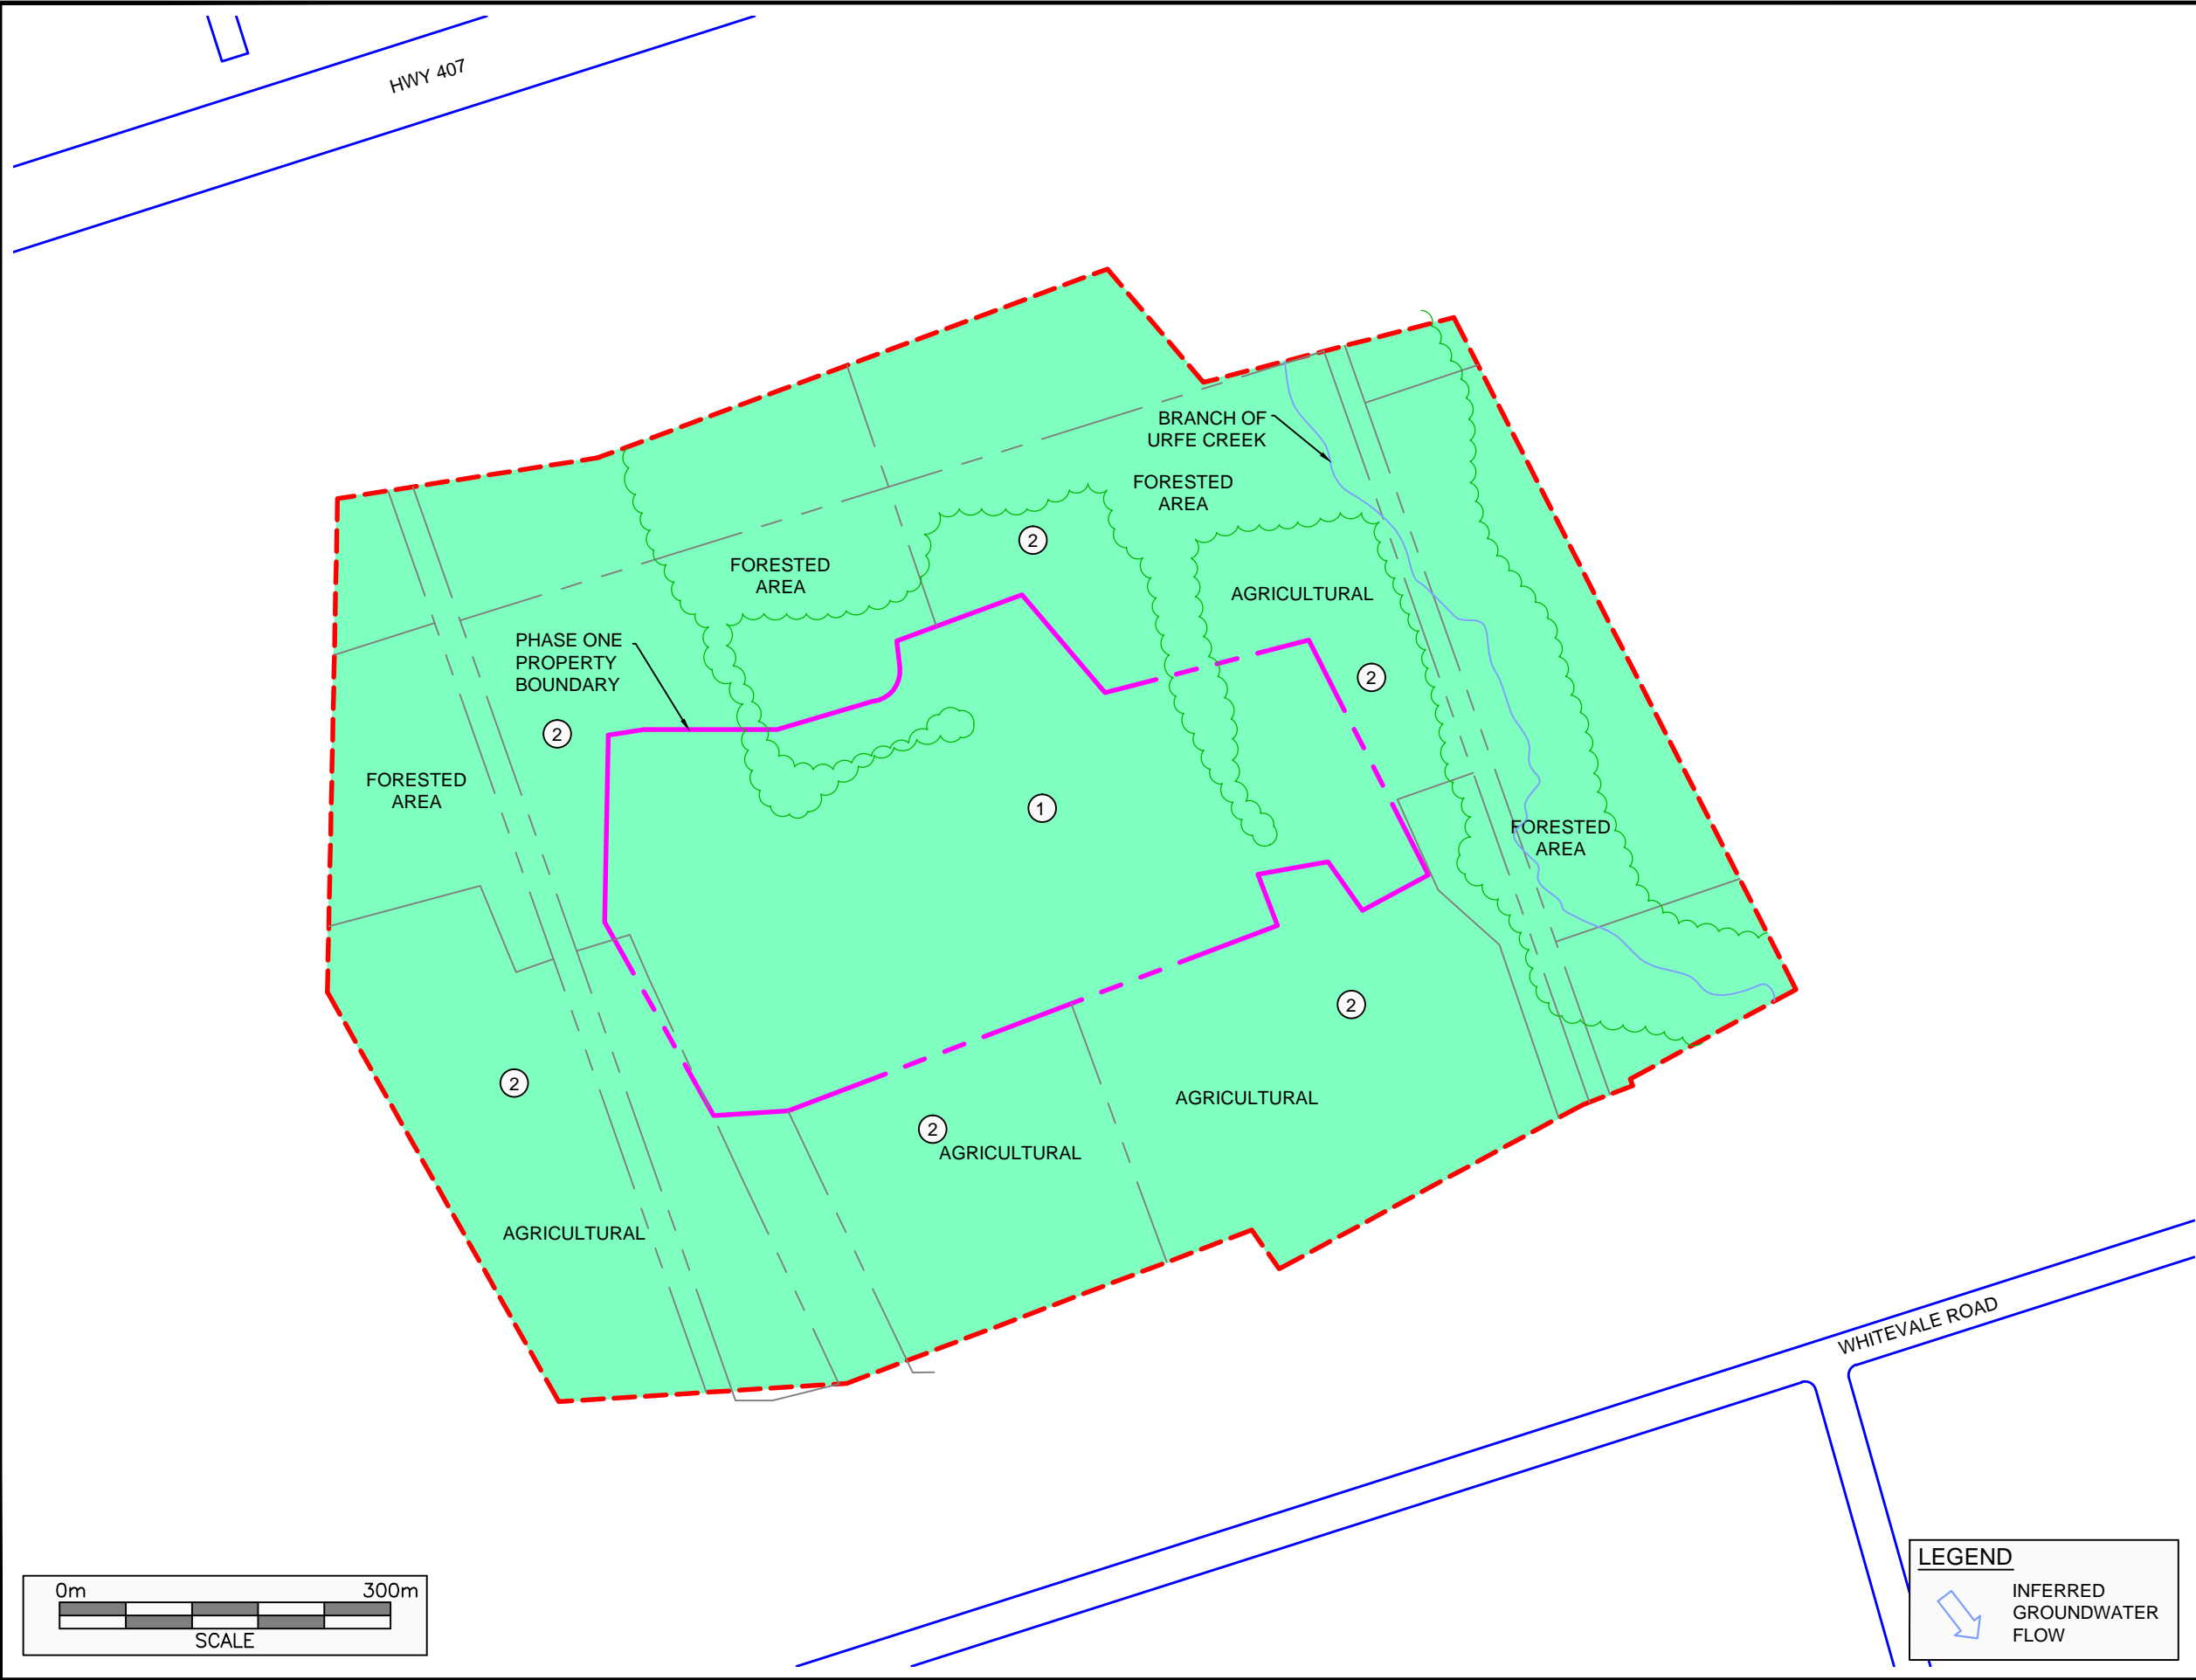 HWY 407
BRANCH OF
URFE CREEK
FORESTED
AREA
2
FORESTED
AREA
AGRICULTURAL
PHASE ONE
PROPERTY
BOUNDARY
2
2
FORESTED
AREA
1
FORESTED
AREA
2
2
AGRICULTURAL
2
AGRICULTURAL
AGRICULTURAL
WHITEVALE ROAD
0m 300m
SCALE
LEGEND
INFERRED
GROUNDWATER
FLOW